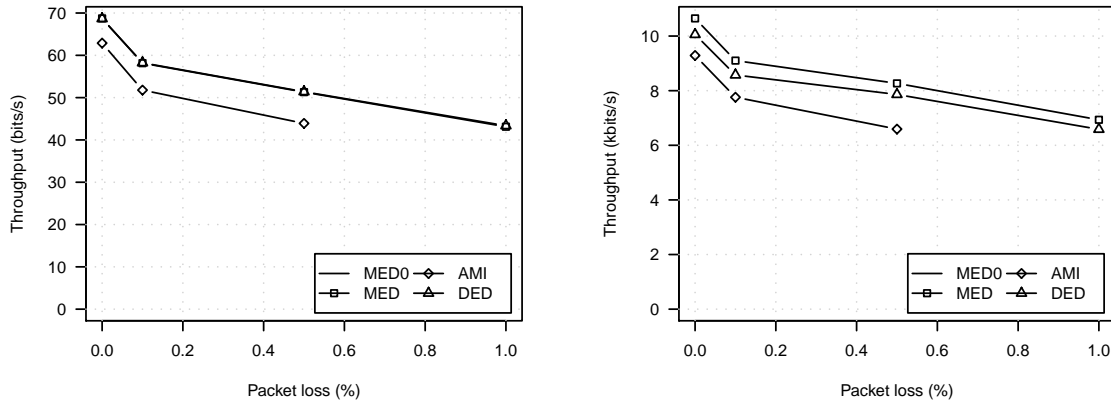 70
60
50
40
30
20
10
0
Throughput (bits/s)
0.0 0.2 0.4 0.6 0.8 1.0
Packet loss (%)
MED0 AMI
MED DED
10
8
6
4
2
0
Throughput (kbits/s)
0.0 0.2 0.4 0.6 0.8 1.0
Packet loss (%)
MED0 AMI
MED DED